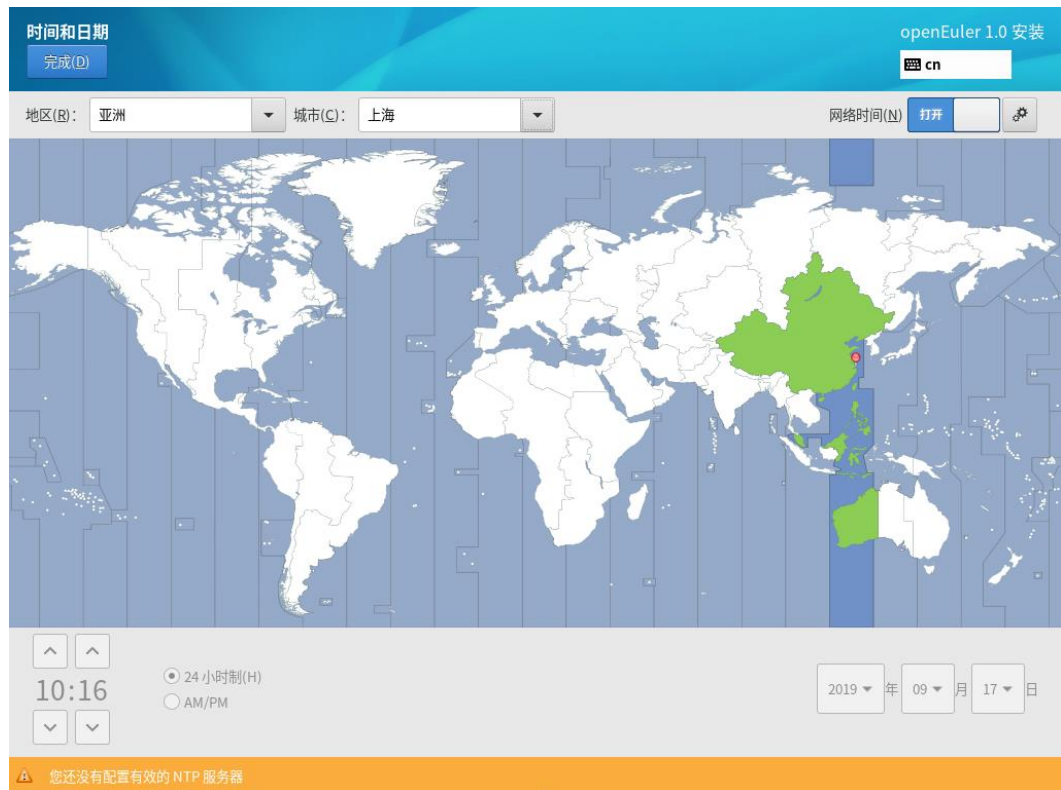 时间和日期
openEuler 1.0 安装
完成(D)
cn
地区(R): 亚洲 城市(C): 上海 网络时间(N) 打开
24 小时制(H)
10:16
AM/PM
2019 年 09 月 17 日
您还没有配置有效的 NTP 服务器